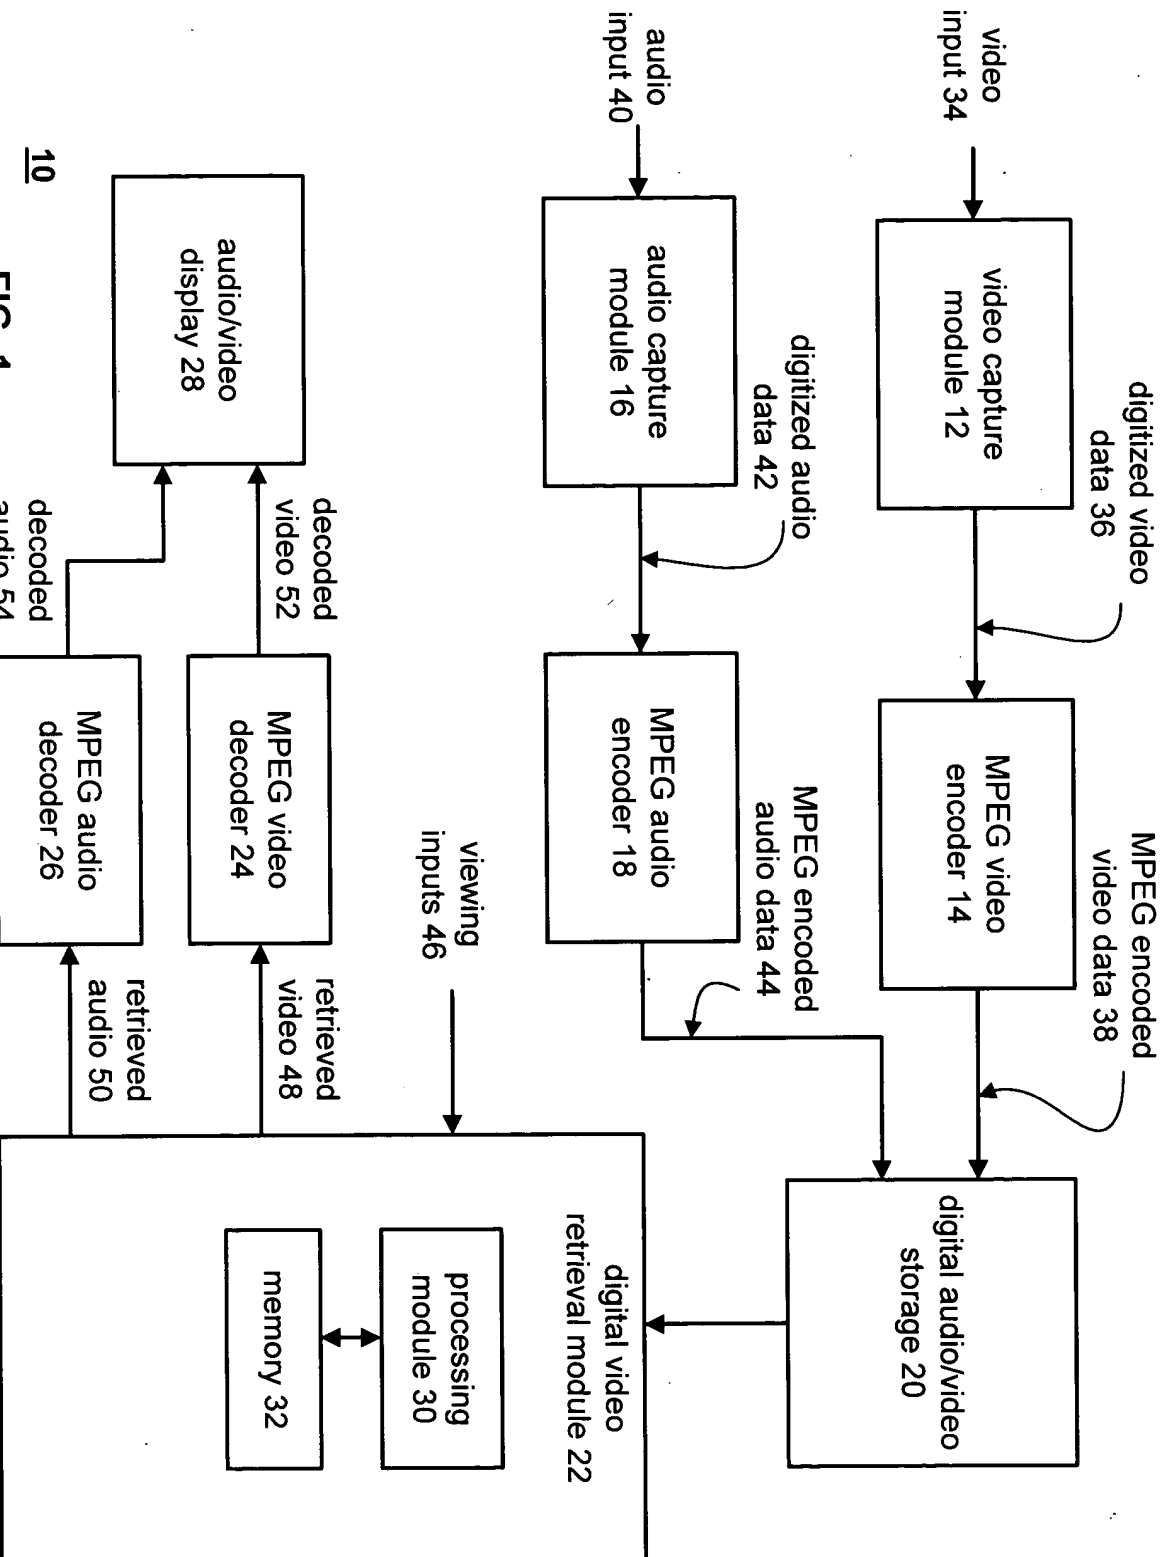 video
input 34
video capture
module 12
digitized video
data 36
MPEG video
encoder 14
MPEG encoded
video data 38
digital audio/video
storage 20
audio
input 40
audio capture
module 16
digitized audio
data 42
MPEG audio
encoder 18
MPEG encoded
audio data 44
viewing
inputs 46
digital video
retrieval module 22
processing
module 30
memory 32
audio/video
display 28
decoded
video 52
MPEG video
decoder 24
retrieved
video 48
decoded
audio 54
MPEG audio
decoder 26
retrieved
audio 50
10
FIG. 1